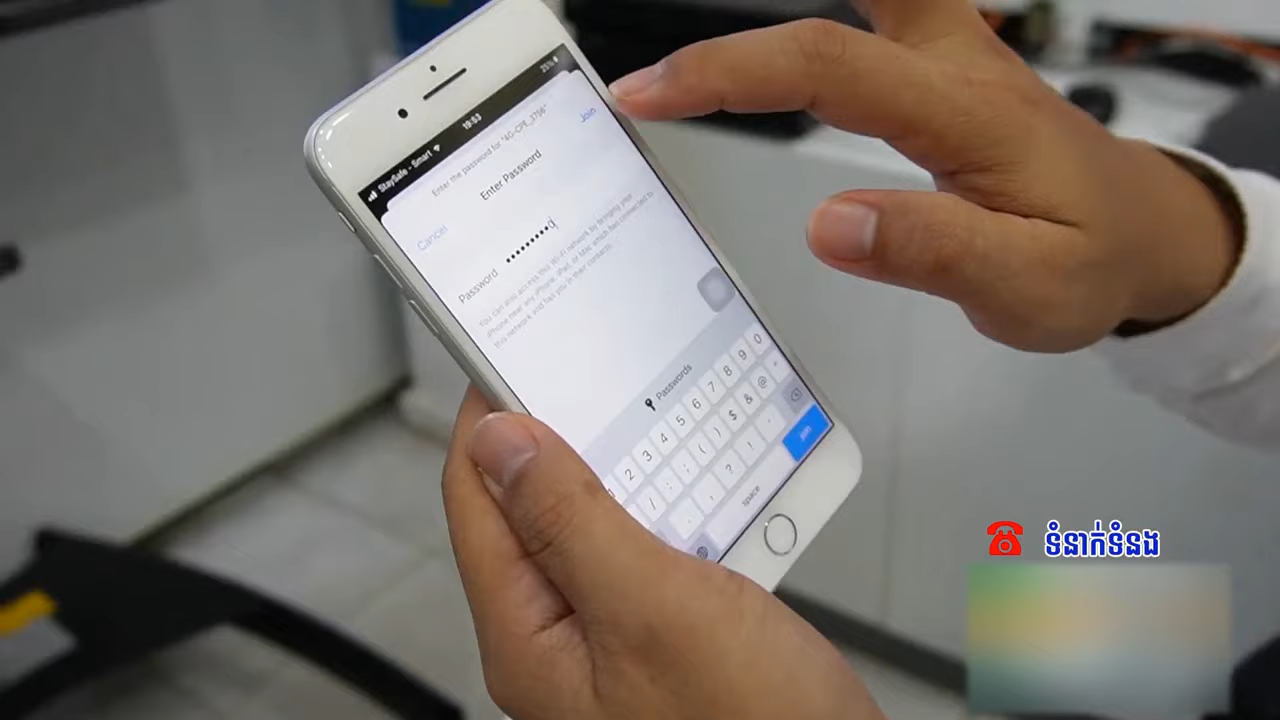 StaySafe - Smart
19:53
25%
Enter the password for "4G-CPE_3756"
Cancel
Enter Password
Join
Password ●●●●●●●●●d
You can also access this Wi-Fi network by bringing your
iPhone near any iPhone, iPad, or Mac which has connected to
this network and has you in their contacts.
Passwords
1 2 3 4 5 6 7 8 9 0
/ : ; ( ) $ & @ "
. , ? ! '
space
Join
ទំនាក់ទំនង